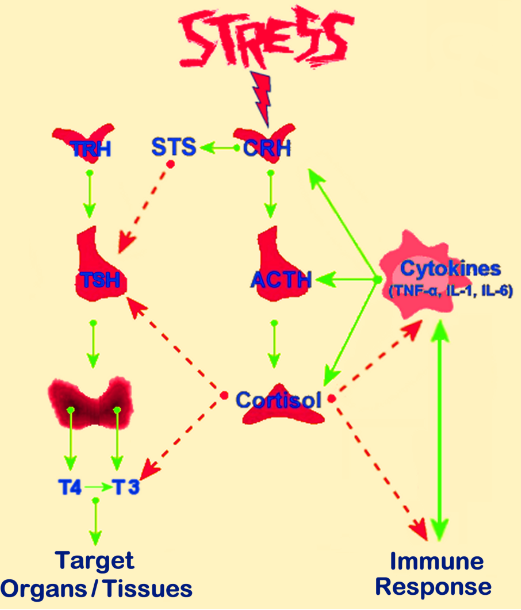 STRESS
TRH
STS
CRH
TSH
ACTH
Cytokines
(TNF-α, IL-1, IL-6)
Cortisol
T4
T3
Target
Organs/Tissues
Immune
Response